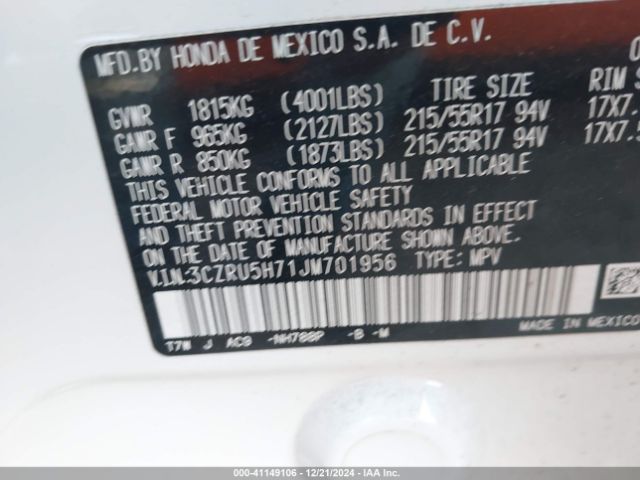 MFD.BY HONDA DE MEXICO S.A. DE C.V.
TIRE SIZE RIM
GVWR 1815KG (4001LBS)
GAWR F 965KG (2127LBS) 215/55R17 94V 17X7.
GAWR R 850KG (1873LBS) 215/55R17 94V 17X7.
THIS VEHICLE CONFORMS TO ALL APPLICABLE
FEDERAL MOTOR VEHICLE SAFETY
AND THEFT PREVENTION STANDARDS IN EFFECT
ON THE DATE OF MANUFACTURE SHOWN ABOVE.
V.I.N:3CZRU5H71JM701956 TYPE: MPV
T7W J AC9 -NH788P -B -M
MADE IN MEXICO
000-41149106 - 12/21/2024 - IAA Inc.